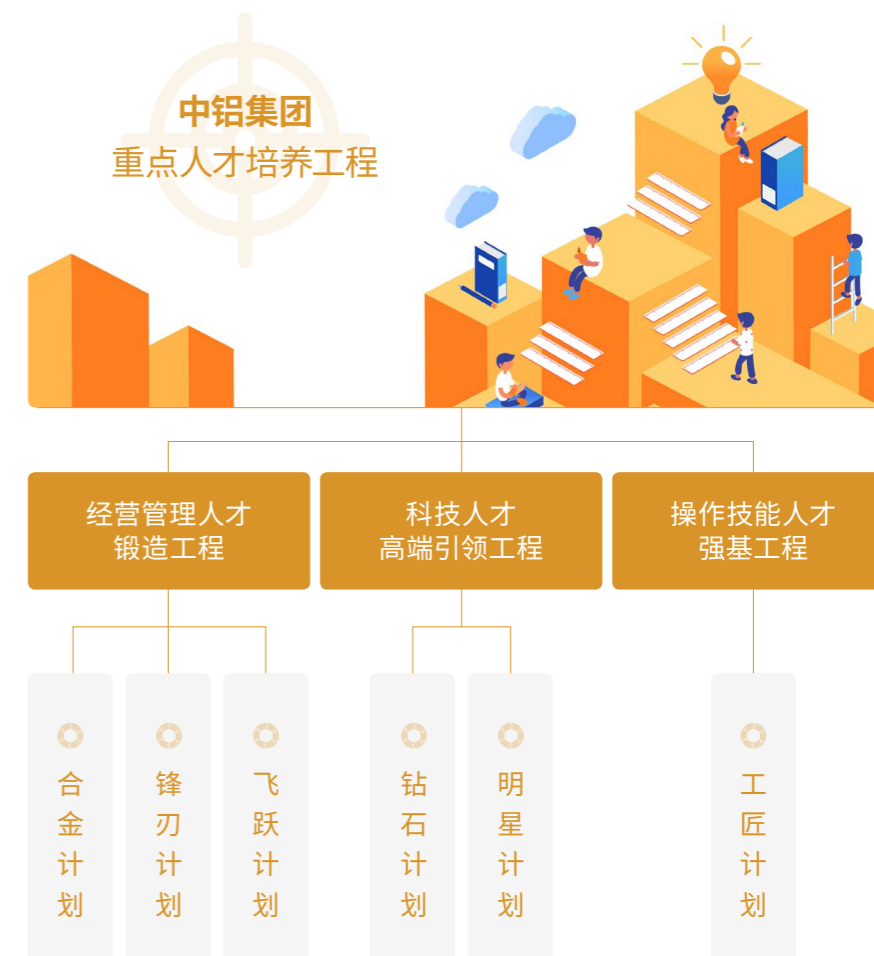 中铝集团
重点人才培养工程
经营管理人才
锻造工程
科技人才
高端引领工程
操作技能人才
强基工程
合金计划
锋刃计划
飞跃计划
钻石计划
明星计划
工匠计划